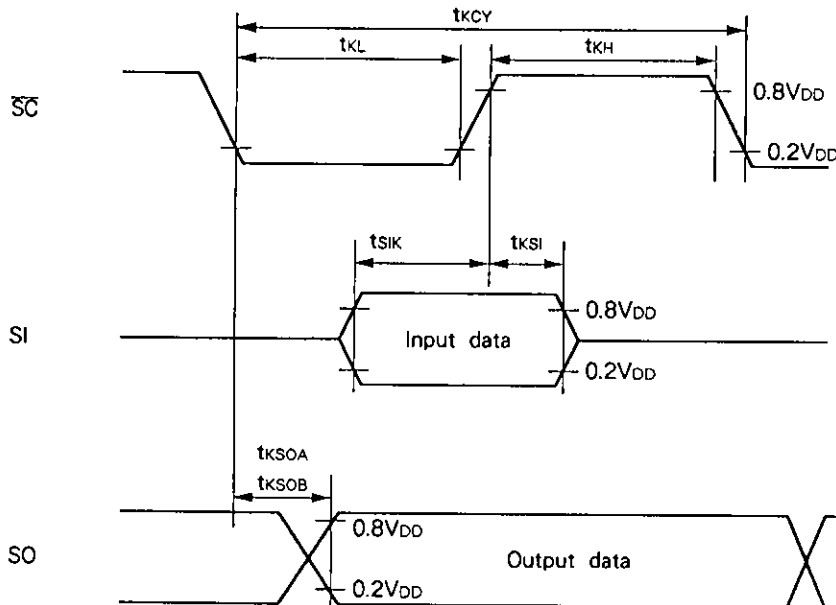 tKCY
tKL
tKH
SC
0.8VDD
0.2VDD
tSIK
tKSI
SI
Input data
0.8VDD
0.2VDD
tKSOA
tKSOB
SO
0.8VDD
0.2VDD
Output data